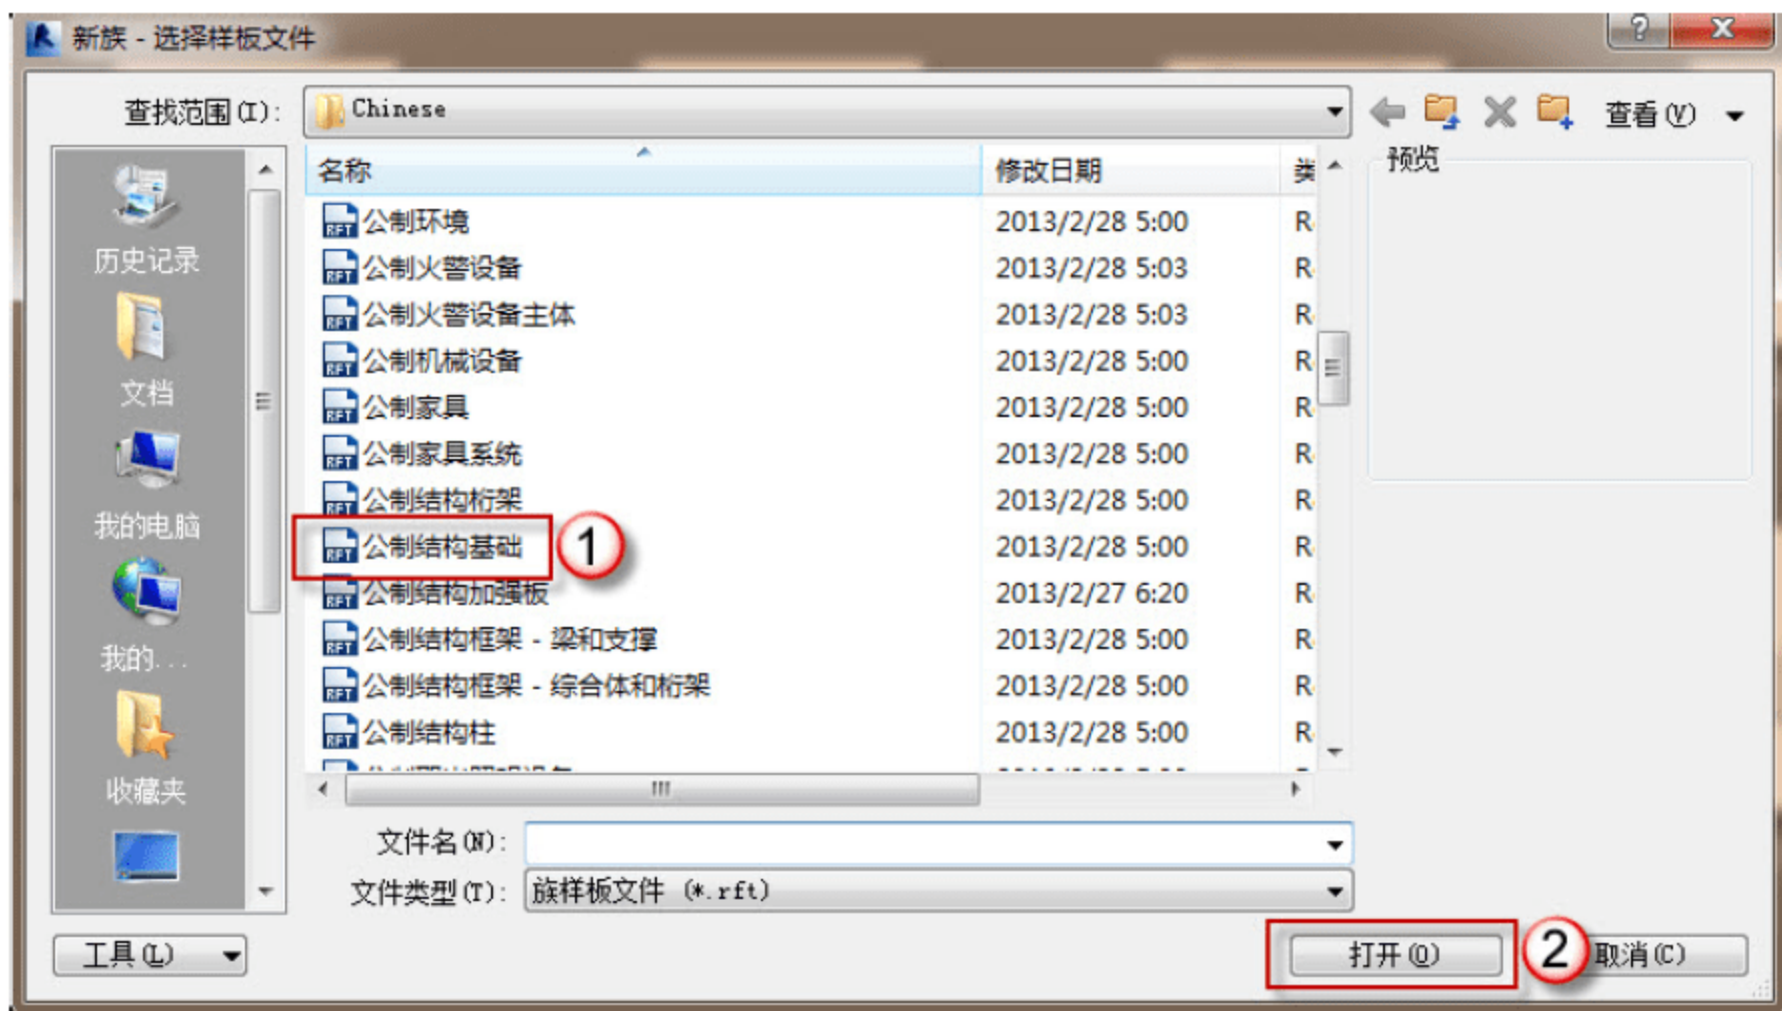 新族 - 选择样板文件
查找范围(I): Chinese 查看(V)
预览
名称 修改日期 类
公制环境 2013/2/28 5:00 R
公制火警设备 2013/2/28 5:03 R
公制火警设备主体 2013/2/28 5:03 R
公制机械设备 2013/2/28 5:00 R
公制家具 2013/2/28 5:00 R
公制家具系统 2013/2/28 5:00 R
公制结构桁架 2013/2/28 5:00 R
公制结构基础 1 2013/2/28 5:00 R
公制结构加强板 2013/2/27 6:20 R
公制结构框架 - 梁和支撑 2013/2/28 5:00 R
公制结构框架 - 综合体和桁架 2013/2/28 5:00 R
公制结构柱 2013/2/28 5:00 R
历史记录
文档
我的电脑
我的...
收藏夹
文件名(N):
文件类型(T): 族样板文件 (*.rft)
工具(L) 打开(O) 2 取消(C)